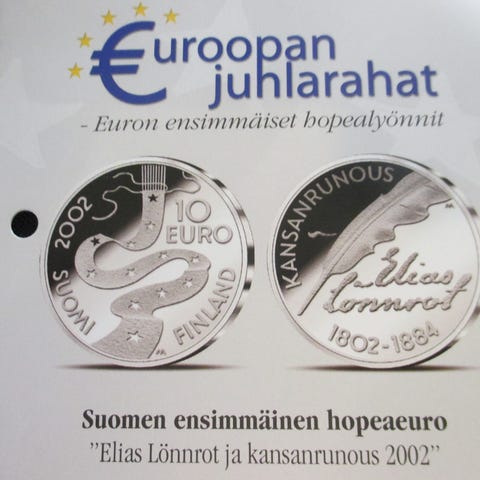 €uroopan
juhlarahat
- Euron ensimmäiset hopealyönnit
SUOMI 2002
10
EURO
FINLAND
KANSANRUNOUS
Elias
Lönnrot
1802-1884
Suomen ensimmäinen hopeaeuro
”Elias Lönnrot ja kansanrunous 2002”